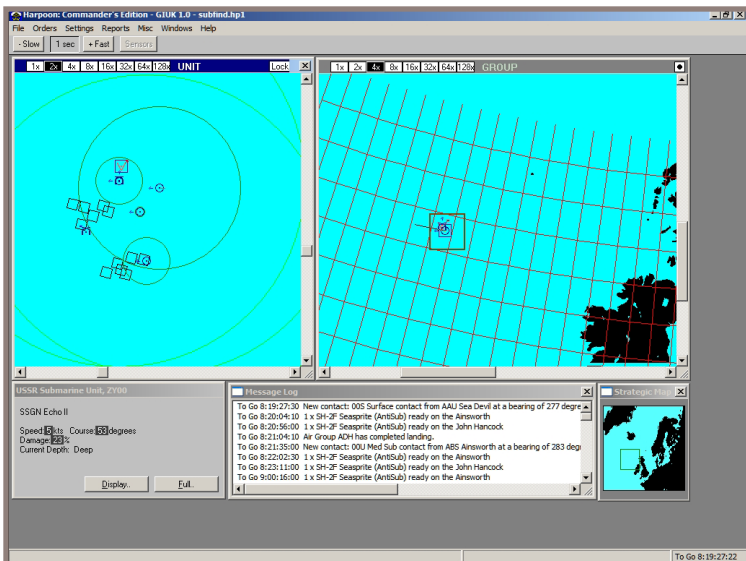 Harpoon: Commander's Edition - GIUK 1.0 - subfind.hp1
File Orders Settings Reports Misc Windows Help
- Slow 1 sec + Fast Sensors
1x 2x 4x 8x 16x 32x 64x 128x UNIT Lock
1x 2x 4x 8x 16x 32x 64x 128x GROUP
USSR Submarine Unit, ZY00
SSGN Echo II
Speed: 5 kts Course: 53 degrees
Damage: 23 %
Current Depth: Deep
Display.. Full..
Message Log
To Go 8:19:27:30 New contact: 00S Surface contact from AAU Sea Devil at a bearing of 277 degre
To Go 8:20:04:10 1 x SH-2F Seasprite (AntiSub) ready on the Ainsworth
To Go 8:20:56:00 1 x SH-2F Seasprite (AntiSub) ready on the John Hancock
To Go 8:21:04:10 Air Group ADH has completed landing.
To Go 8:21:35:00 New contact: 00U Med Sub contact from ABS Ainsworth at a bearing of 283 deg
To Go 8:22:02:30 1 x SH-2F Seasprite (AntiSub) ready on the Ainsworth
To Go 8:23:11:00 1 x SH-2F Seasprite (AntiSub) ready on the John Hancock
To Go 9:00:16:00 1 x SH-2F Seasprite (AntiSub) ready on the Ainsworth
Strategic Map
To Go 8:19:27:22